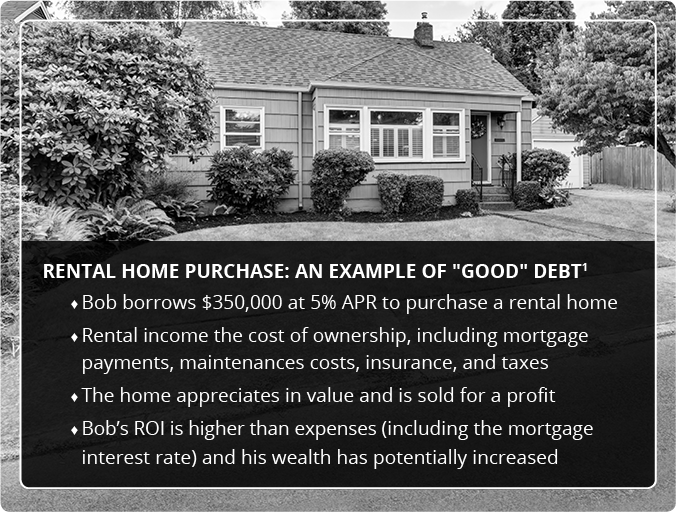 RENTAL HOME PURCHASE: AN EXAMPLE OF "GOOD" DEBT¹
♦ Bob borrows $350,000 at 5% APR to purchase a rental home
♦ Rental income the cost of ownership, including mortgage
payments, maintenances costs, insurance, and taxes
♦ The home appreciates in value and is sold for a profit
♦ Bob’s ROI is higher than expenses (including the mortgage
interest rate) and his wealth has potentially increased